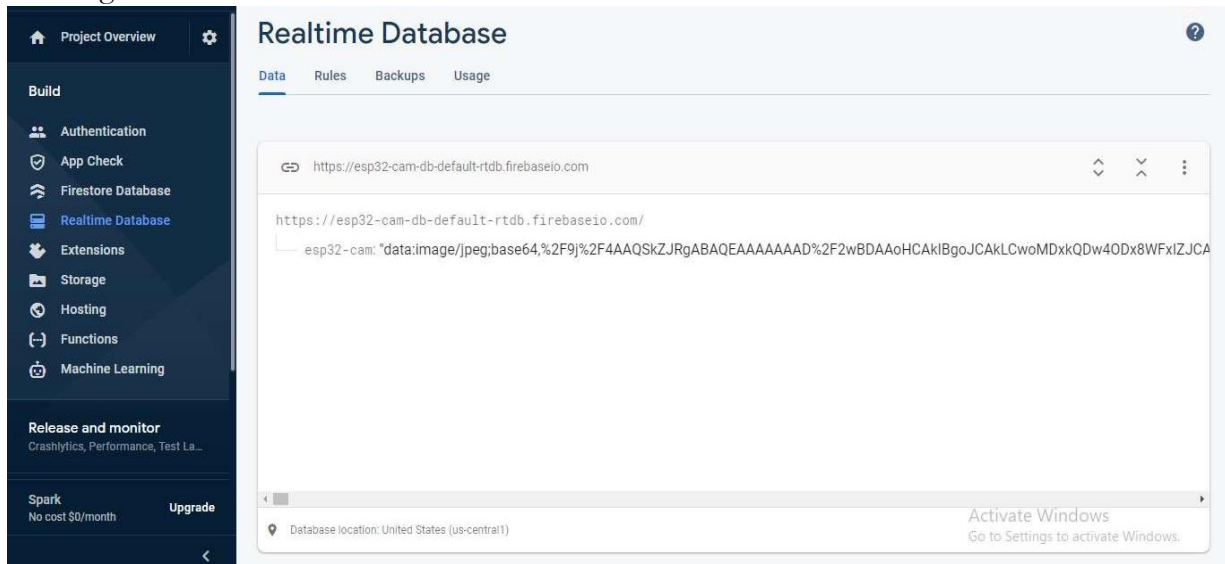 Project Overview
Build
Authentication
App Check
Firestore Database
Realtime Database
Extensions
Storage
Hosting
Functions
Machine Learning
Release and monitor
Crashlytics, Performance, Test La...
Spark
No cost $0/month
Upgrade
Realtime Database
Data Rules Backups Usage
https://esp32-cam-db-default-rtdb.firebaseio.com
https://esp32-cam-db-default-rtdb.firebaseio.com/
esp32-cam: "data:image/jpeg;base64,%2F9j%2F4AAQSkZJRgABAQEAAAAAAAD%2F2wBDAAoHCAkIBgoJCAkLCwoMDxkQDw4ODx8WFxIZJCA
Database location: United States (us-central1)
Activate Windows
Go to Settings to activate Windows.